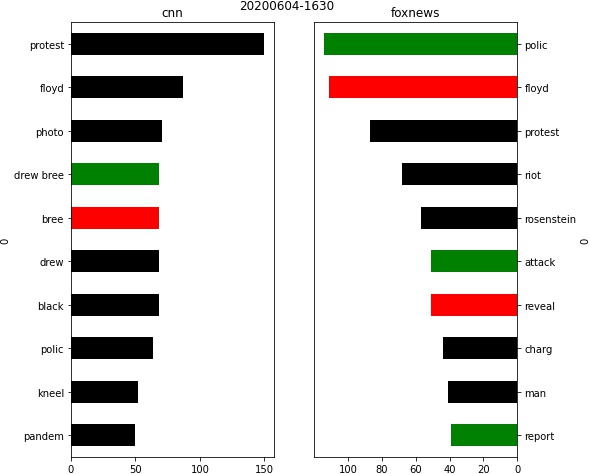 20200604-1630
cnn
foxnews
protest
floyd
photo
drew bree
bree
drew
black
polic
kneel
pandem
0
0 50 100 150
polic
floyd
protest
riot
rosenstein
attack
reveal
charg
man
report
0
100 80 60 40 20 0